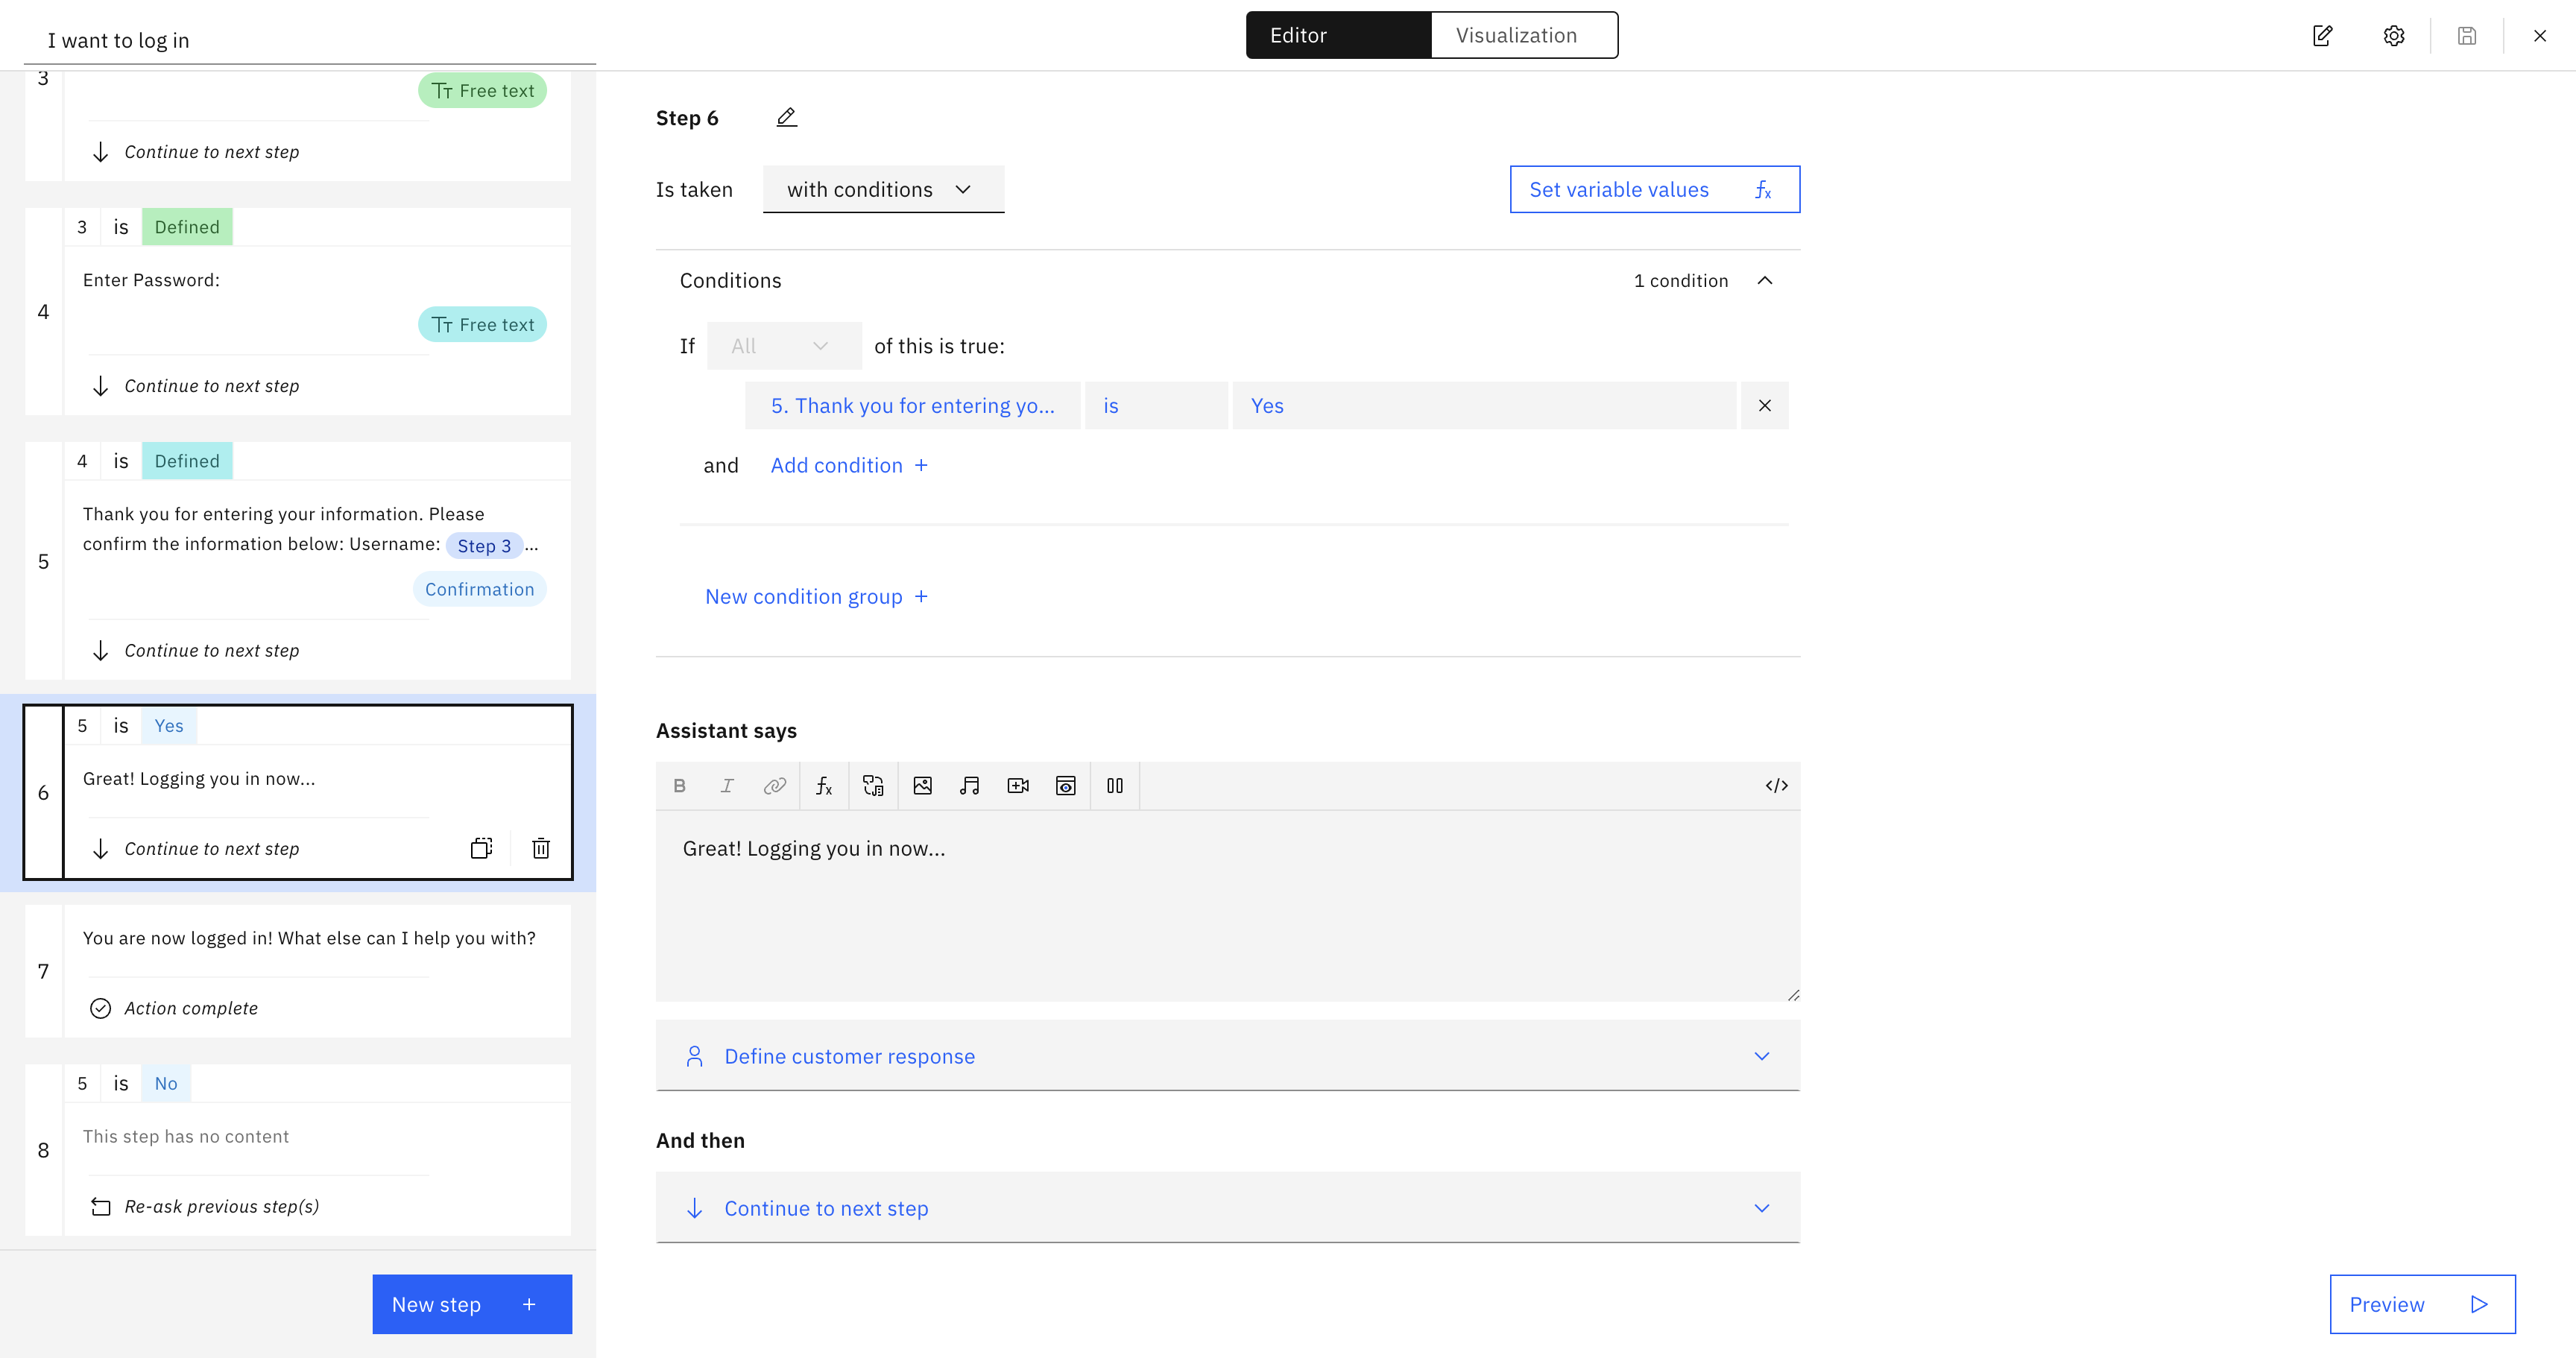 I want to log in
Editor
Visualization
3
Free text
Continue to next step
3 is Defined
4
Enter Password:
Free text
Continue to next step
4 is Defined
5
Thank you for entering your information. Please
confirm the information below: Username: Step 3...
Confirmation
Continue to next step
5 is Yes
6
Great! Logging you in now...
Continue to next step
7
You are now logged in! What else can I help you with?
Action complete
5 is No
8
This step has no content
Re-ask previous step(s)
New step +
Step 6
Is taken with conditions
Set variable values fx
Conditions
1 condition
If All of this is true:
5. Thank you for entering yo... is Yes
and Add condition +
New condition group +
Assistant says
B I fx </>
Great! Logging you in now...
Define customer response
And then
Continue to next step
Preview